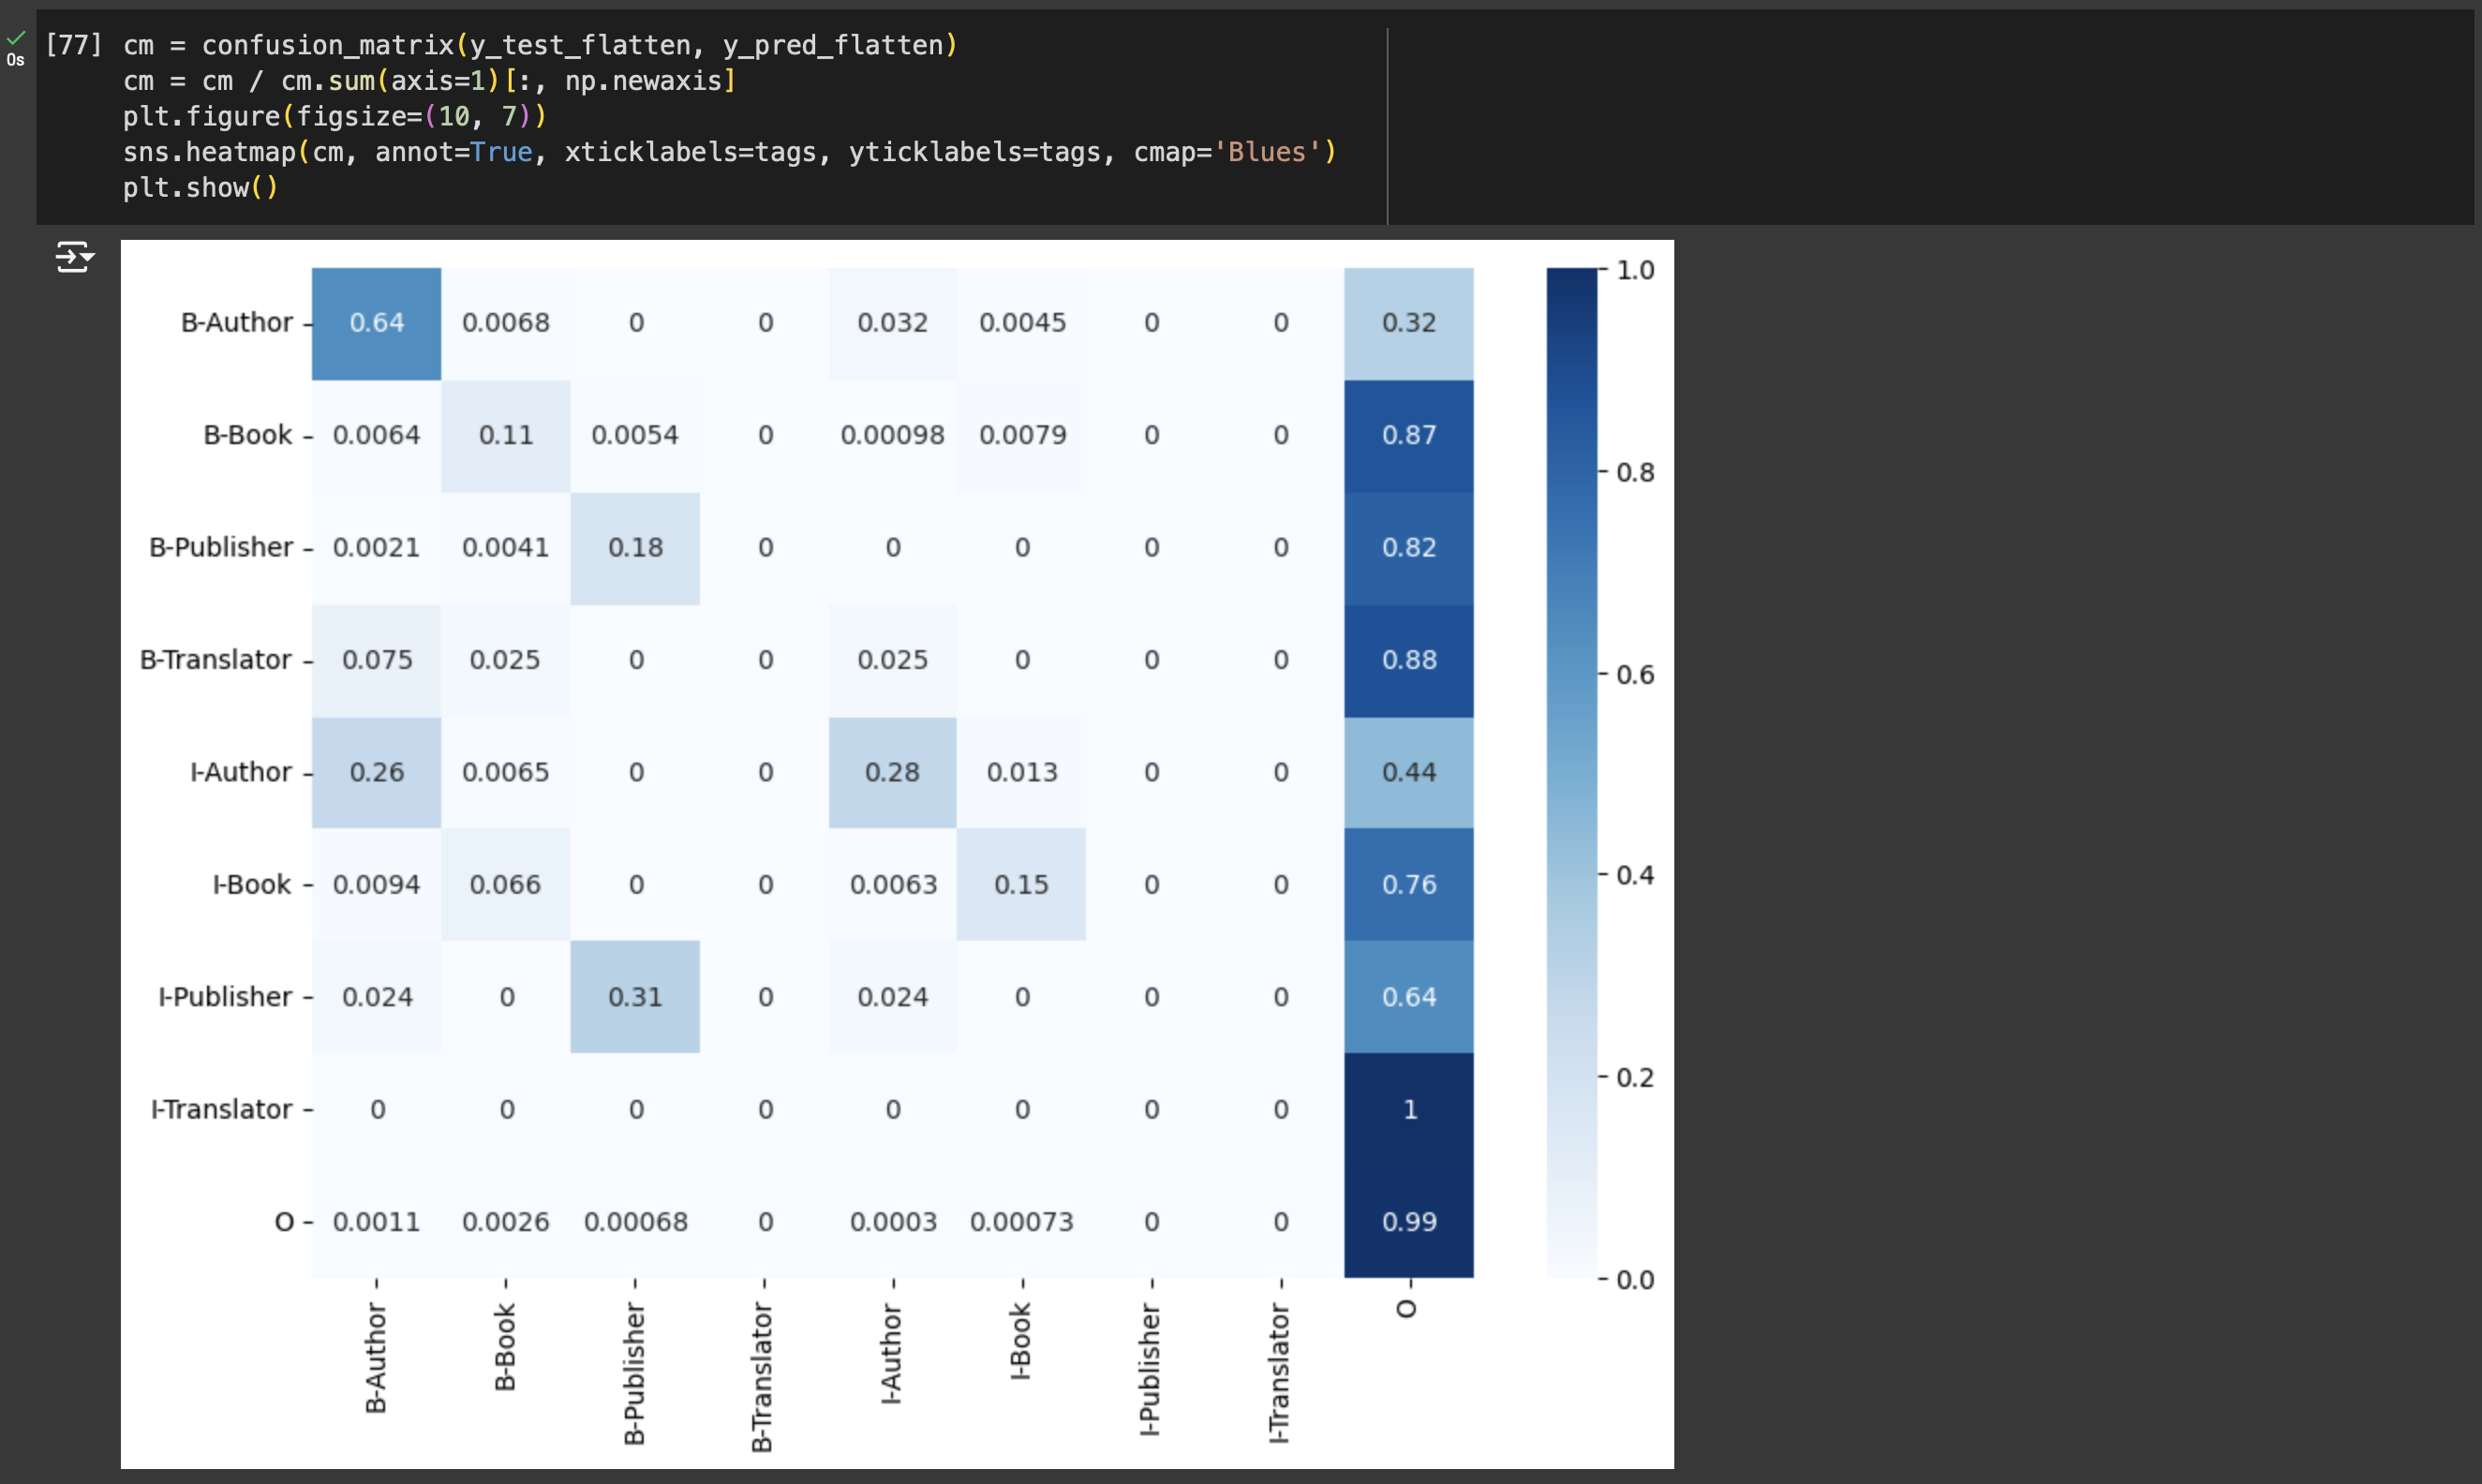 [77] cm = confusion_matrix(y_test_flatten, y_pred_flatten)
0s
cm = cm / cm.sum(axis=1)[:, np.newaxis]
plt.figure(figsize=(10, 7))
sns.heatmap(cm, annot=True, xticklabels=tags, yticklabels=tags, cmap='Blues')
plt.show()
B-Author 0.64 0.0068 0 0 0.032 0.0045 0 0 0.32
B-Book 0.0064 0.11 0.0054 0 0.00098 0.0079 0 0 0.87
B-Publisher 0.0021 0.0041 0.18 0 0 0 0 0 0.82
B-Translator 0.075 0.025 0 0 0.025 0 0 0 0.88
I-Author 0.26 0.0065 0 0 0.28 0.013 0 0 0.44
I-Book 0.0094 0.066 0 0 0.0063 0.15 0 0 0.76
I-Publisher 0.024 0 0.31 0 0.024 0 0 0 0.64
I-Translator 0 0 0 0 0 0 0 0 1
O 0.0011 0.0026 0.00068 0 0.0003 0.00073 0 0 0.99
B-Author B-Book B-Publisher B-Translator I-Author I-Book I-Publisher I-Translator O
1.0
0.8
0.6
0.4
0.2
0.0